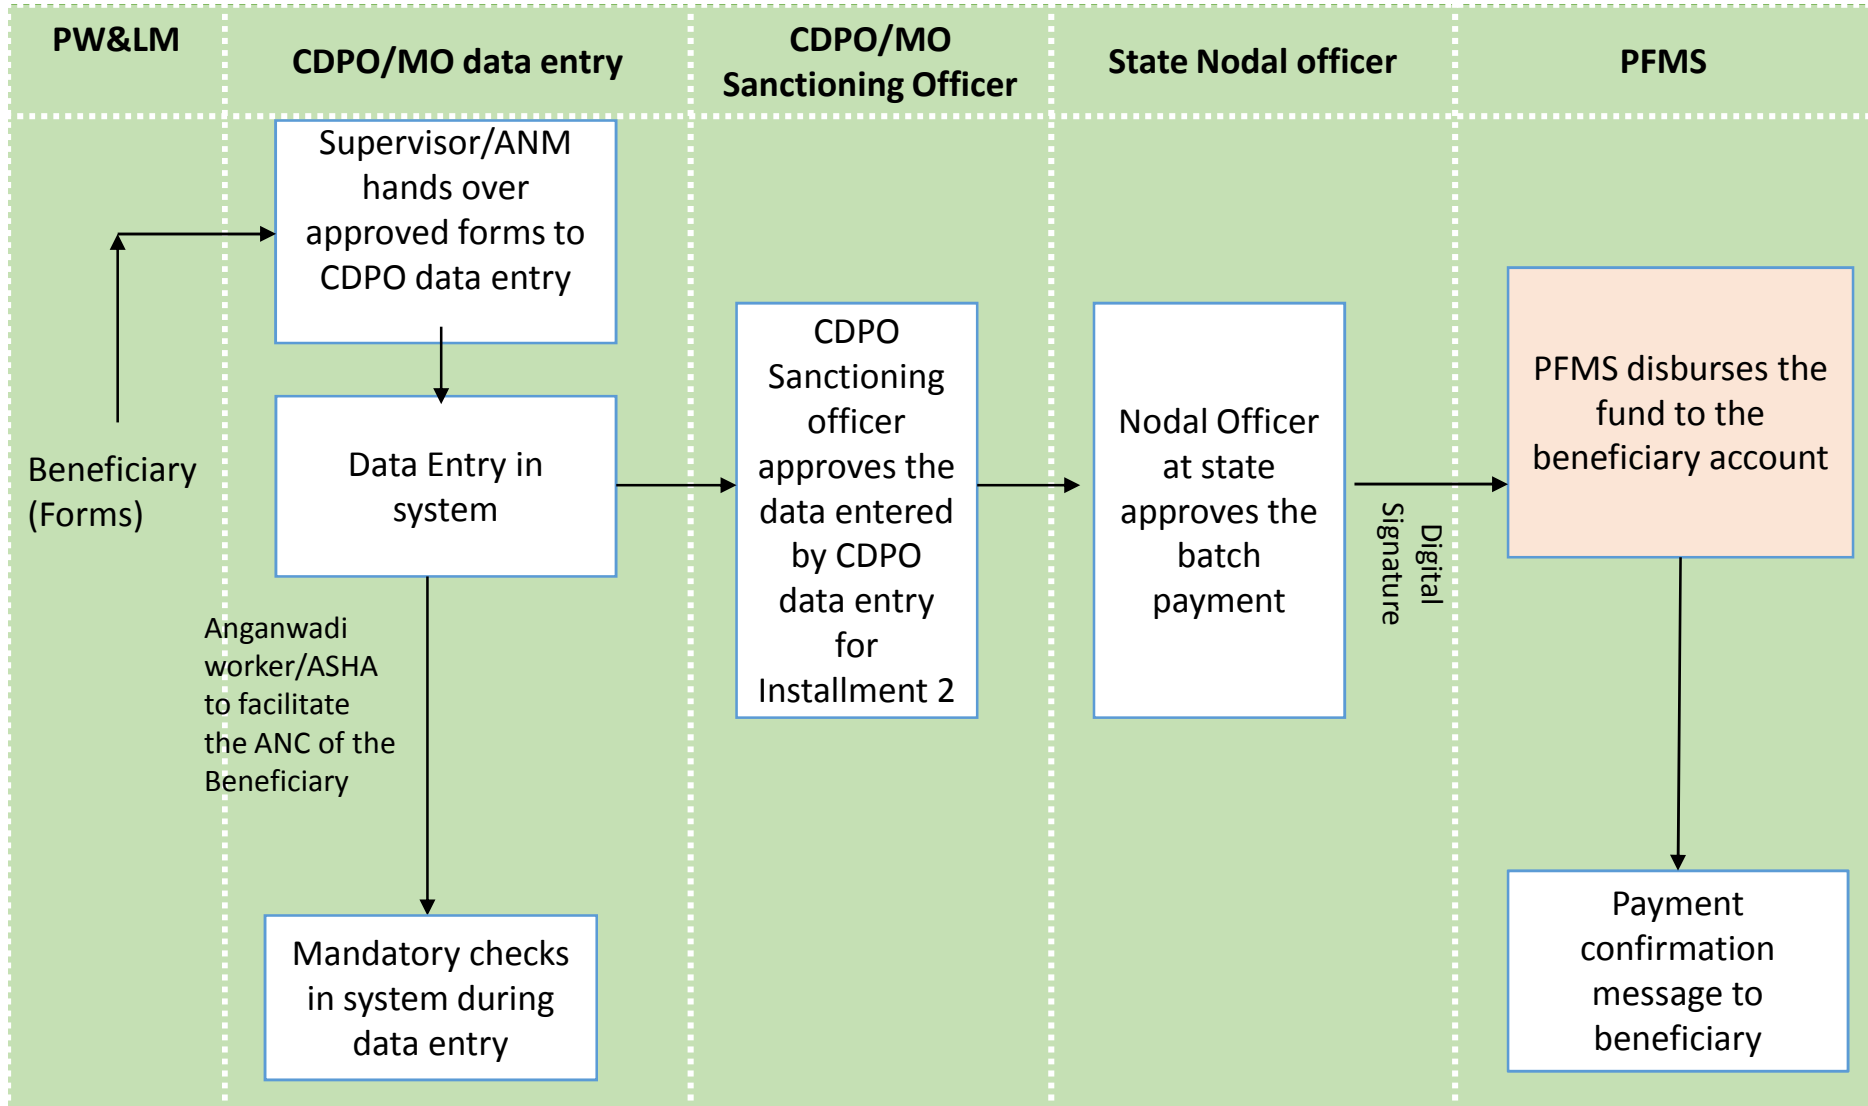 PW&LM
CDPO/MO data entry
CDPO/MO
Sanctioning Officer
State Nodal officer
PFMS
Beneficiary
(Forms)
Supervisor/ANM
hands over
approved forms to
CDPO data entry
Data Entry in
system
Anganwadi
worker/ASHA
to facilitate
the ANC of the
Beneficiary
Mandatory checks
in system during
data entry
CDPO
Sanctioning
officer
approves the
data entered
by CDPO
data entry
for
Installment 2
Nodal Officer
at state
approves the
batch
payment
Digital
Signature
PFMS disburses the
fund to the
beneficiary account
Payment
confirmation
message to
beneficiary